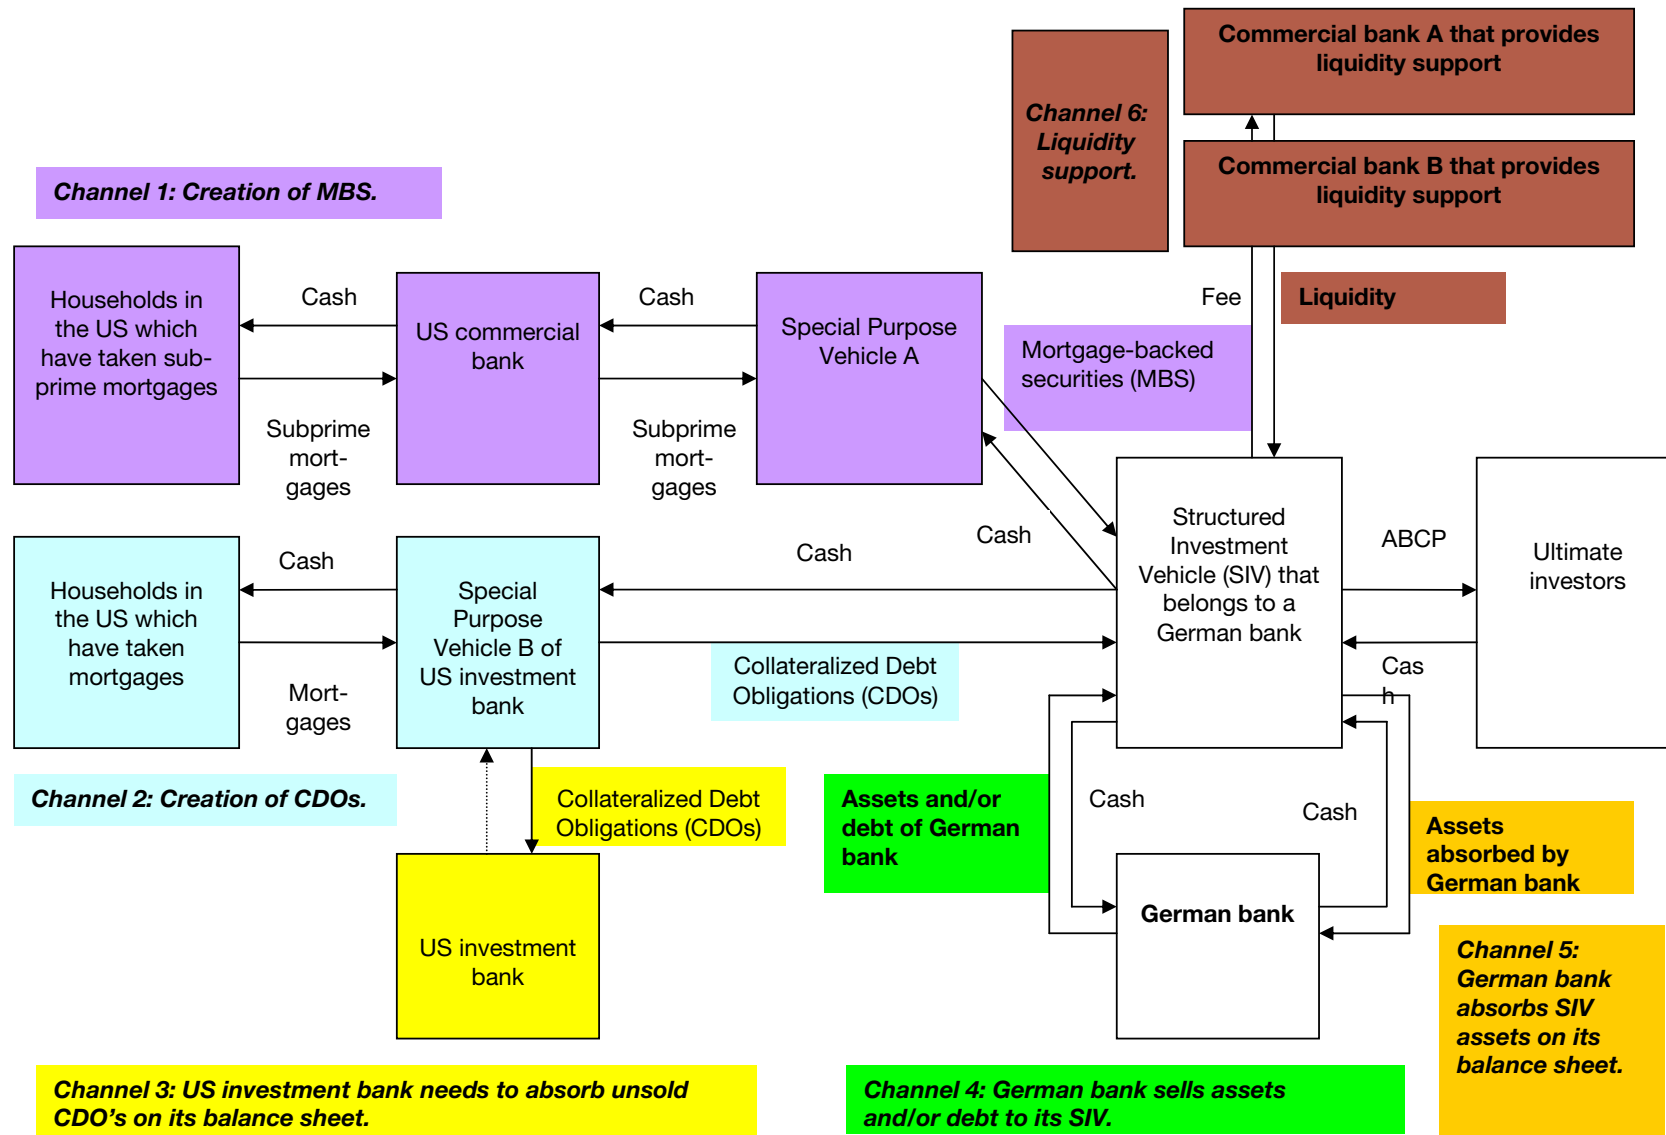 Commercial bank A that provides
liquidity support
Channel 6:
Liquidity
support.
Commercial bank B that provides
liquidity support
Channel 1: Creation of MBS.
Households in
the US which
have taken sub-
prime mortgages
Cash
US commercial
bank
Cash
Special Purpose
Vehicle A
Fee
Liquidity
Mortgage-backed
securities (MBS)
Subprime
mort-
gages
Subprime
mort-
gages
Households in
the US which
have taken
mortgages
Cash
Special
Purpose
Vehicle B of
US investment
bank
Cash
Cash
Structured
Investment
Vehicle (SIV) that
belongs to a
German bank
ABCP
Ultimate
investors
Mort-
gages
Collateralized Debt
Obligations (CDOs)
Cas
h
Channel 2: Creation of CDOs.
Collateralized Debt
Obligations (CDOs)
Assets and/or
debt of German
bank
Cash
Cash
Assets
absorbed by
German bank
US investment
bank
German bank
Channel 5:
German bank
absorbs SIV
assets on its
balance sheet.
Channel 3: US investment bank needs to absorb unsold
CDO’s on its balance sheet.
Channel 4: German bank sells assets
and/or debt to its SIV.